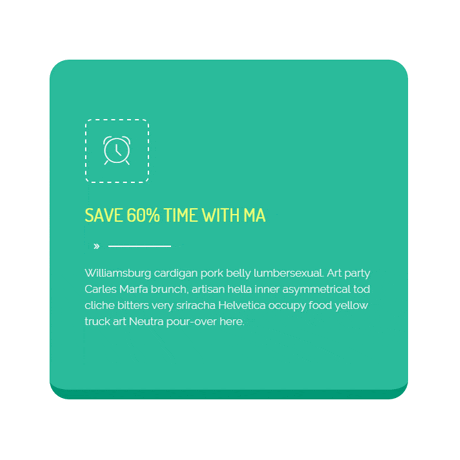 SAVE 60% TIME WITH MA
Williamsburg cardigan pork belly lumbersexual. Art party
Carles Marfa brunch, artisan hella inner asymmetrical tod
cliche bitters very sriracha Helvetica occupy food yellow
truck art Neutra pour-over here.